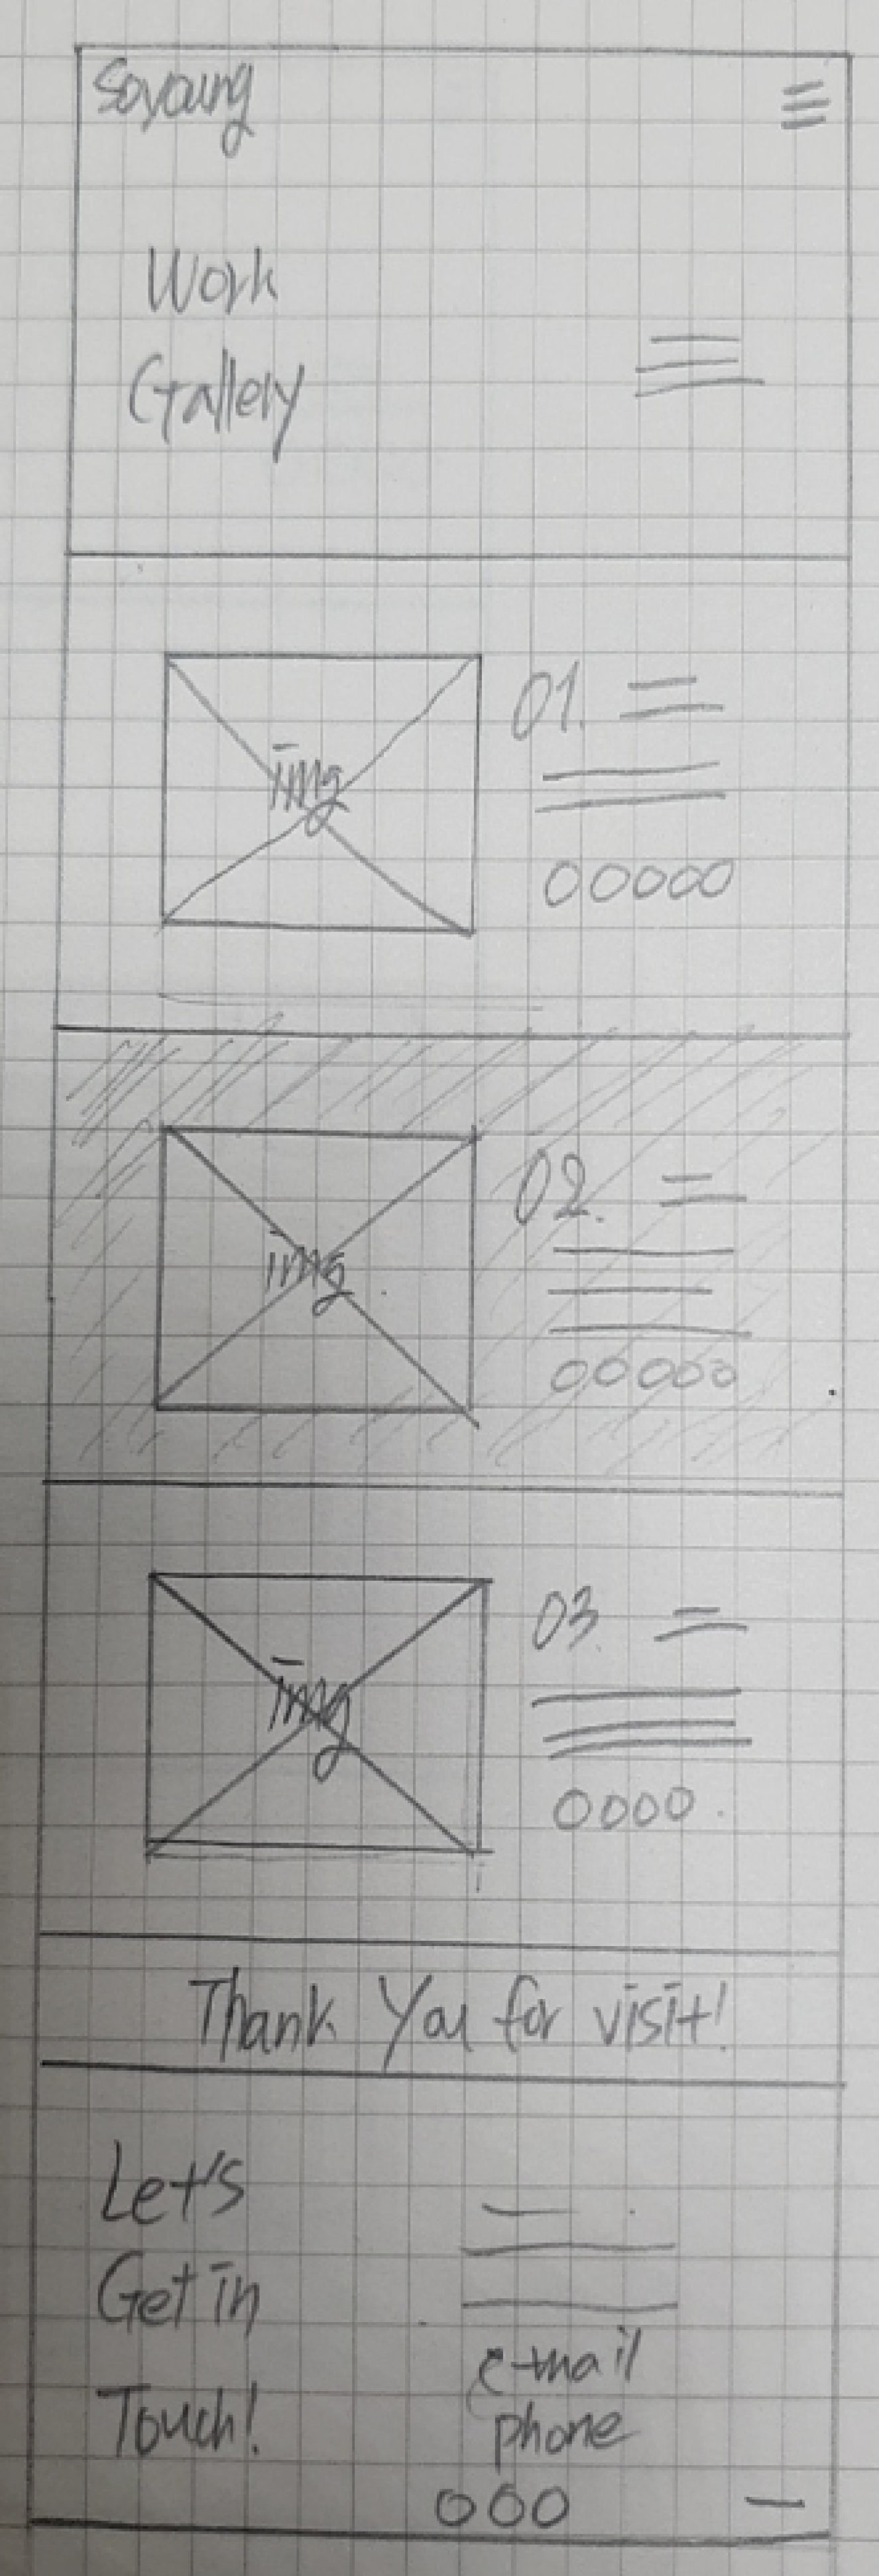 Soyoung
Work
Gallery
img
01.
00000
img
02.
00000
img
03.
0000.
Thank You for visit!
Let's
Get in
Touch!
e-mail
phone
000